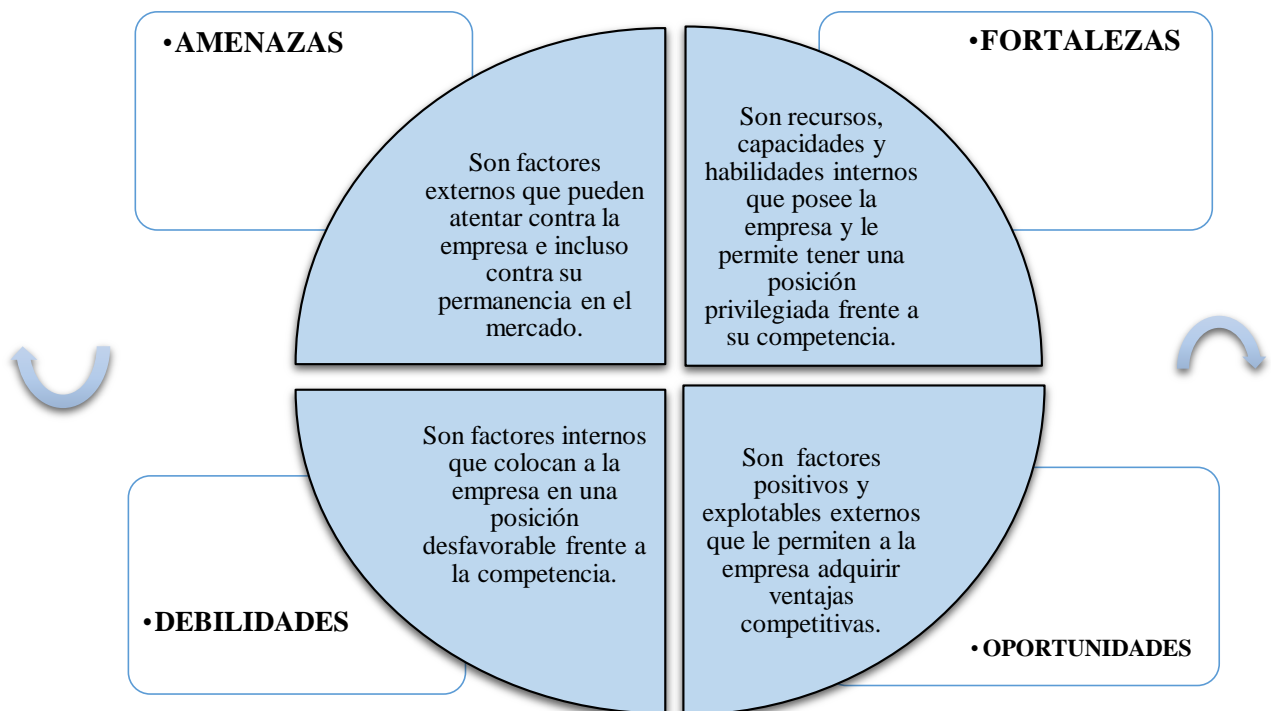 •AMENAZAS
Son factores
externos que pueden
atentar contra la
empresa e incluso
contra su
permanencia en el
mercado.
•FORTALEZAS
Son recursos,
capacidades y
habilidades internos
que posee la
empresa y le
permite tener una
posición
privilegiada frente a
su competencia.
Son factores internos
que colocan a la
empresa en una
posición
desfavorable frente a
la competencia.
•DEBILIDADES
Son factores
positivos y
explotables externos
que le permiten a la
empresa adquirir
ventajas
competitivas.
•OPORTUNIDADES